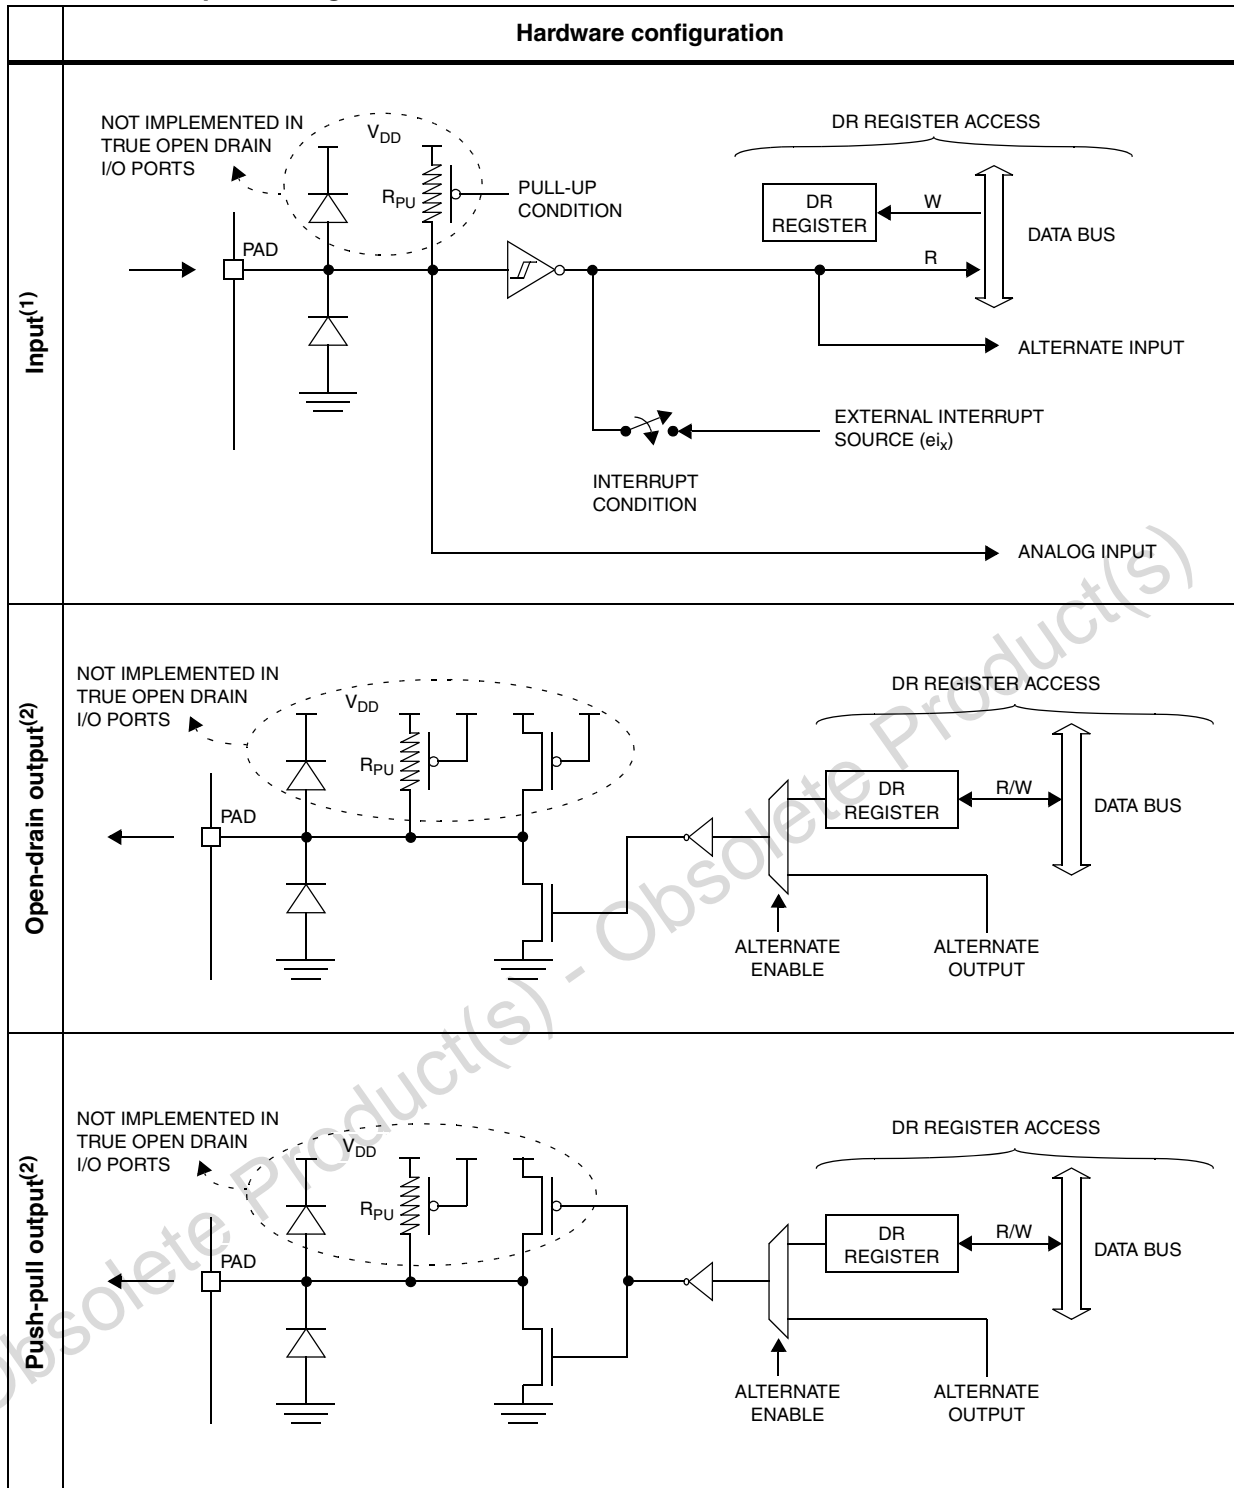 Hardware configuration
Input(1)
NOT IMPLEMENTED IN
TRUE OPEN DRAIN
I/O PORTS
VDD
RPU
PULL-UP
CONDITION
PAD
DR REGISTER ACCESS
DR
REGISTER
W
R
DATA BUS
ALTERNATE INPUT
EXTERNAL INTERRUPT
SOURCE (eix)
INTERRUPT
CONDITION
ANALOG INPUT
Open-drain output(2)
NOT IMPLEMENTED IN
TRUE OPEN DRAIN
I/O PORTS
VDD
RPU
PAD
DR REGISTER ACCESS
DR
REGISTER
R/W
DATA BUS
ALTERNATE
ENABLE
ALTERNATE
OUTPUT
Push-pull output(2)
NOT IMPLEMENTED IN
TRUE OPEN DRAIN
I/O PORTS
VDD
RPU
PAD
DR REGISTER ACCESS
DR
REGISTER
R/W
DATA BUS
ALTERNATE
ENABLE
ALTERNATE
OUTPUT
Obsolete Product(s) - Obsolete Product(s)